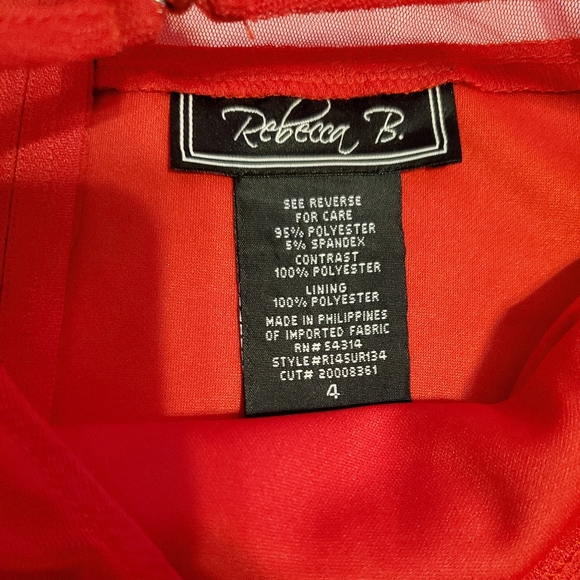 Rebecca B.
SEE REVERSE
FOR CARE
95% POLYESTER
5% SPANDEX
CONTRAST
100% POLYESTER
LINING
100% POLYESTER
MADE IN PHILIPPINES
OF IMPORTED FABRIC
RN# 54314
STYLE#RI45UR134
CUT# 20008361
4